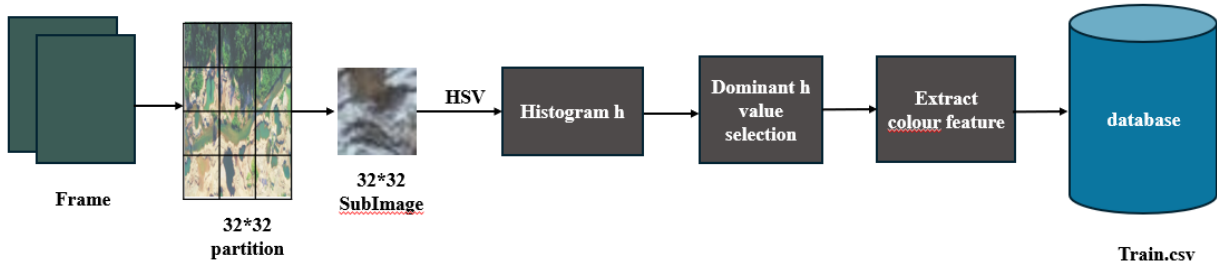 Frame
32*32
partition
32*32
SubImage
HSV
Histogram h
Dominant h
value
selection
Extract
colour feature
database
Train.csv